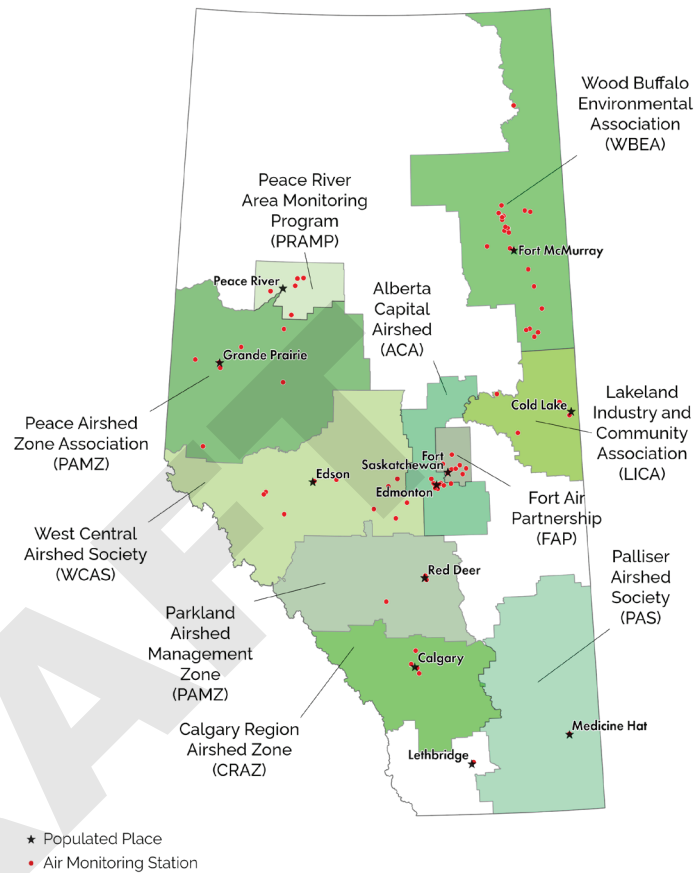 Wood Buffalo
Environmental
Association
(WBEA)
Peace River
Area Monitoring
Program
(PRAMP)
Fort McMurray
Peace River
Alberta
Capital
Airshed
(ACA)
Grande Prairie
Lakeland
Industry and
Community
Association
(LICA)
Cold Lake
Peace Airshed
Zone Association
(PAMZ)
Fort
Saskatchewan
Edson
Edmonton
Fort Air
Partnership
(FAP)
West Central
Airshed Society
(WCAS)
Palliser
Airshed
Society
(PAS)
Red Deer
Parkland
Airshed
Management
Zone
(PAMZ)
Calgary
Calgary Region
Airshed Zone
(CRAZ)
Medicine Hat
Lethbridge
Populated Place
Air Monitoring Station